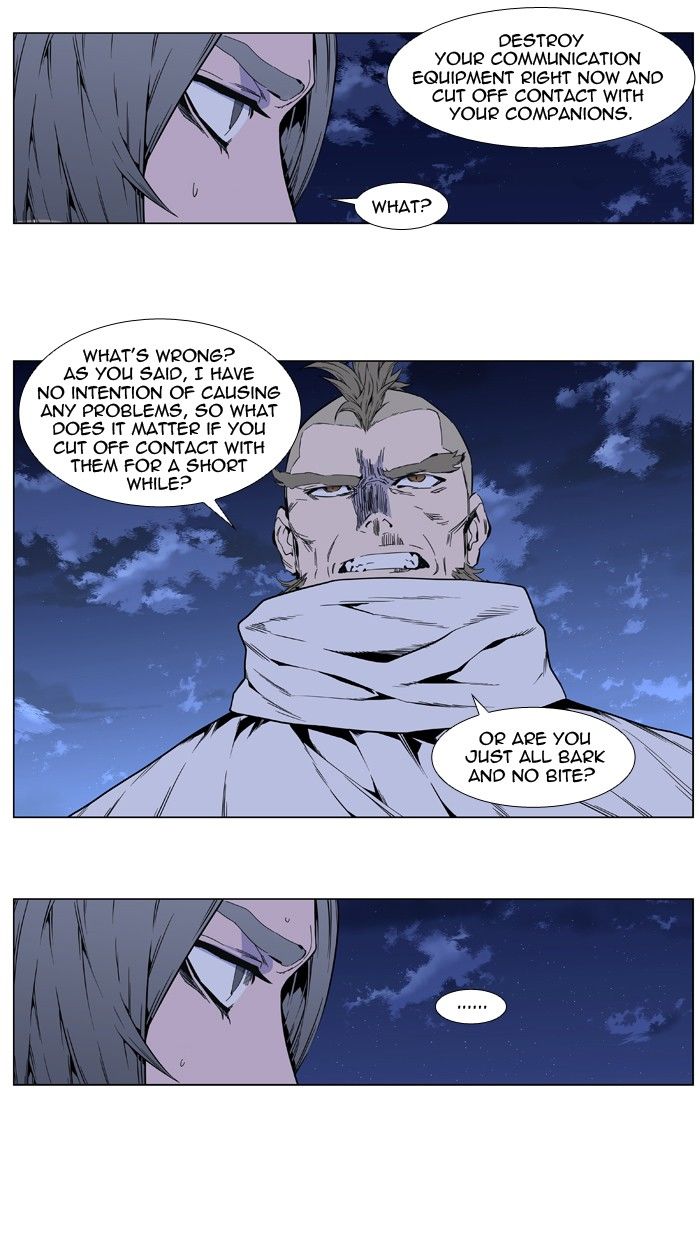 DESTROY
YOUR COMMUNICATION
EQUIPMENT RIGHT NOW AND
CUT OFF CONTACT WITH
YOUR COMPANIONS.
WHAT?
WHAT'S WRONG?
AS YOU SAID, I HAVE
NO INTENTION OF CAUSING
ANY PROBLEMS, SO WHAT
DOES IT MATTER IF YOU
CUT OFF CONTACT WITH
THEM FOR A SHORT
WHILE?
OR ARE YOU
JUST ALL BARK
AND NO BITE?
......